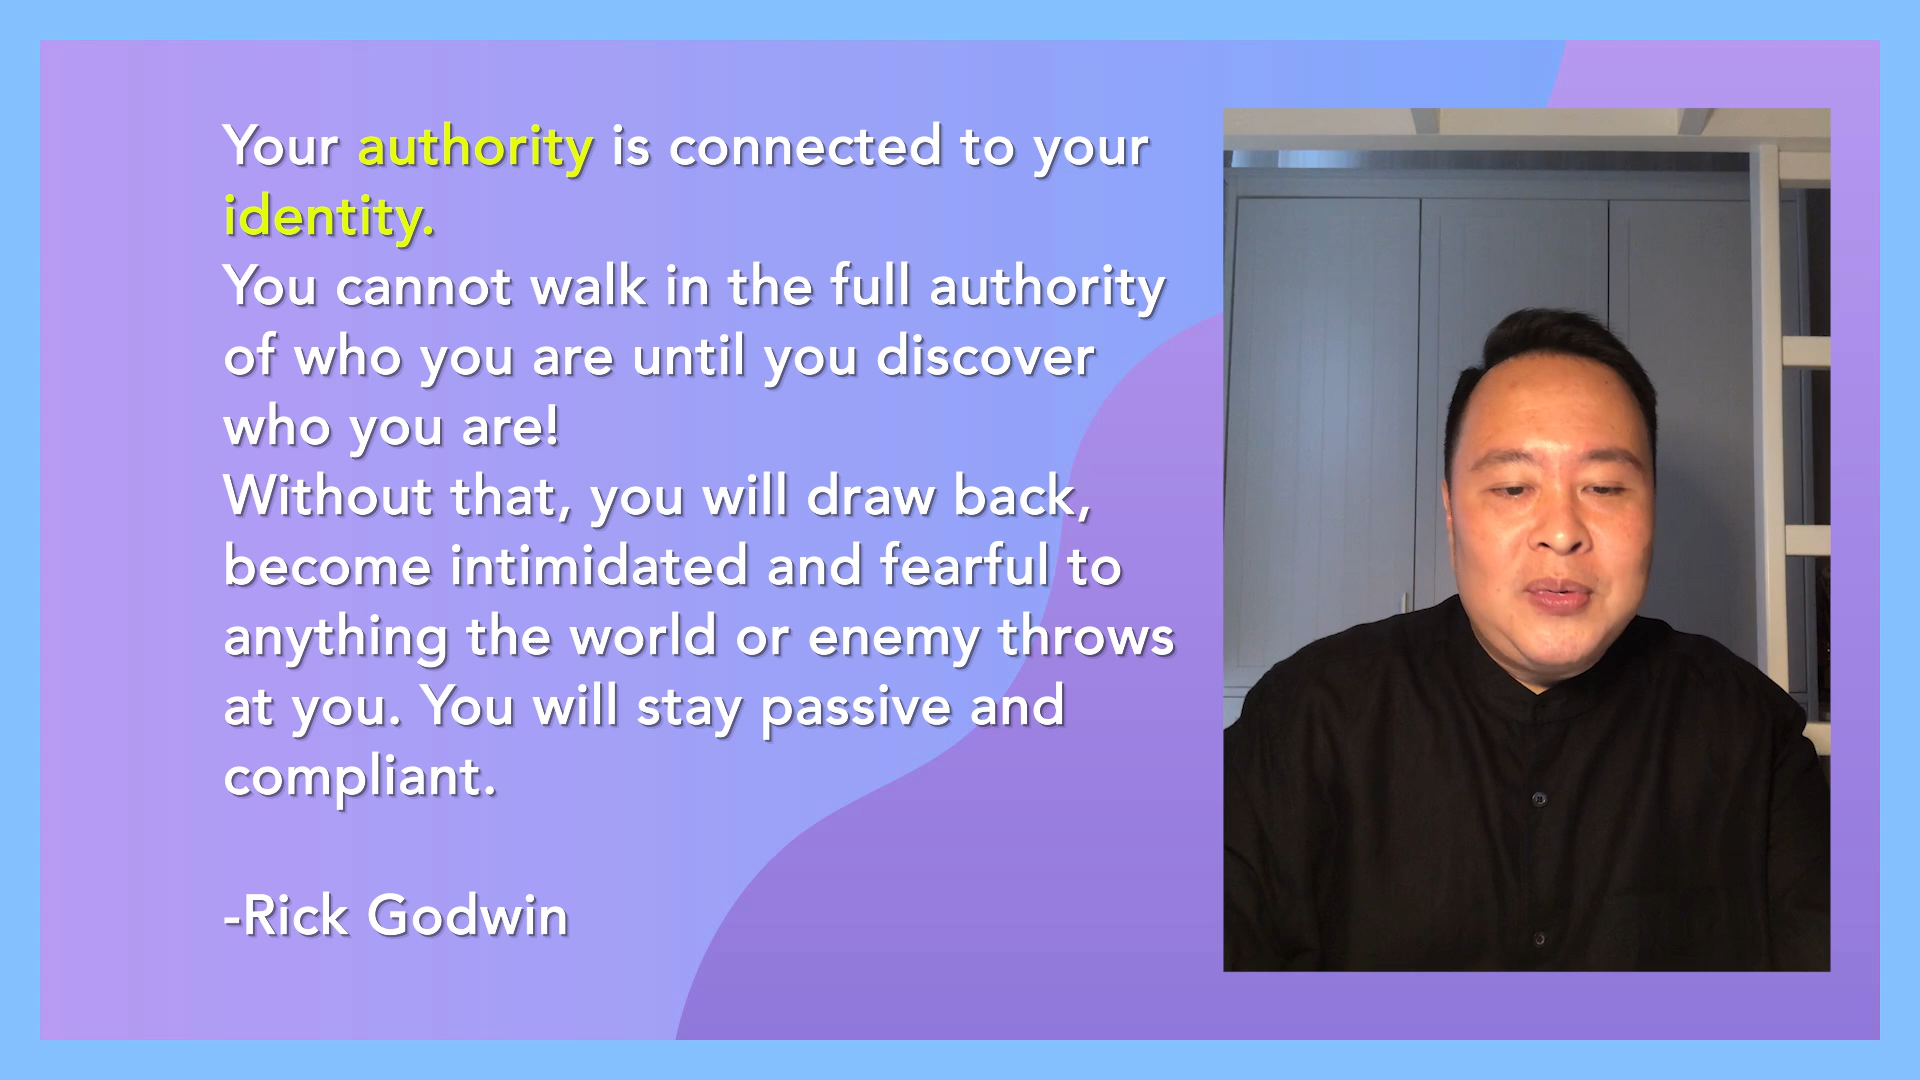 Your authority is connected to your
identity.
You cannot walk in the full authority
of who you are until you discover
who you are!
Without that, you will draw back,
become intimidated and fearful to
anything the world or enemy throws
at you. You will stay passive and
compliant.
-Rick Godwin